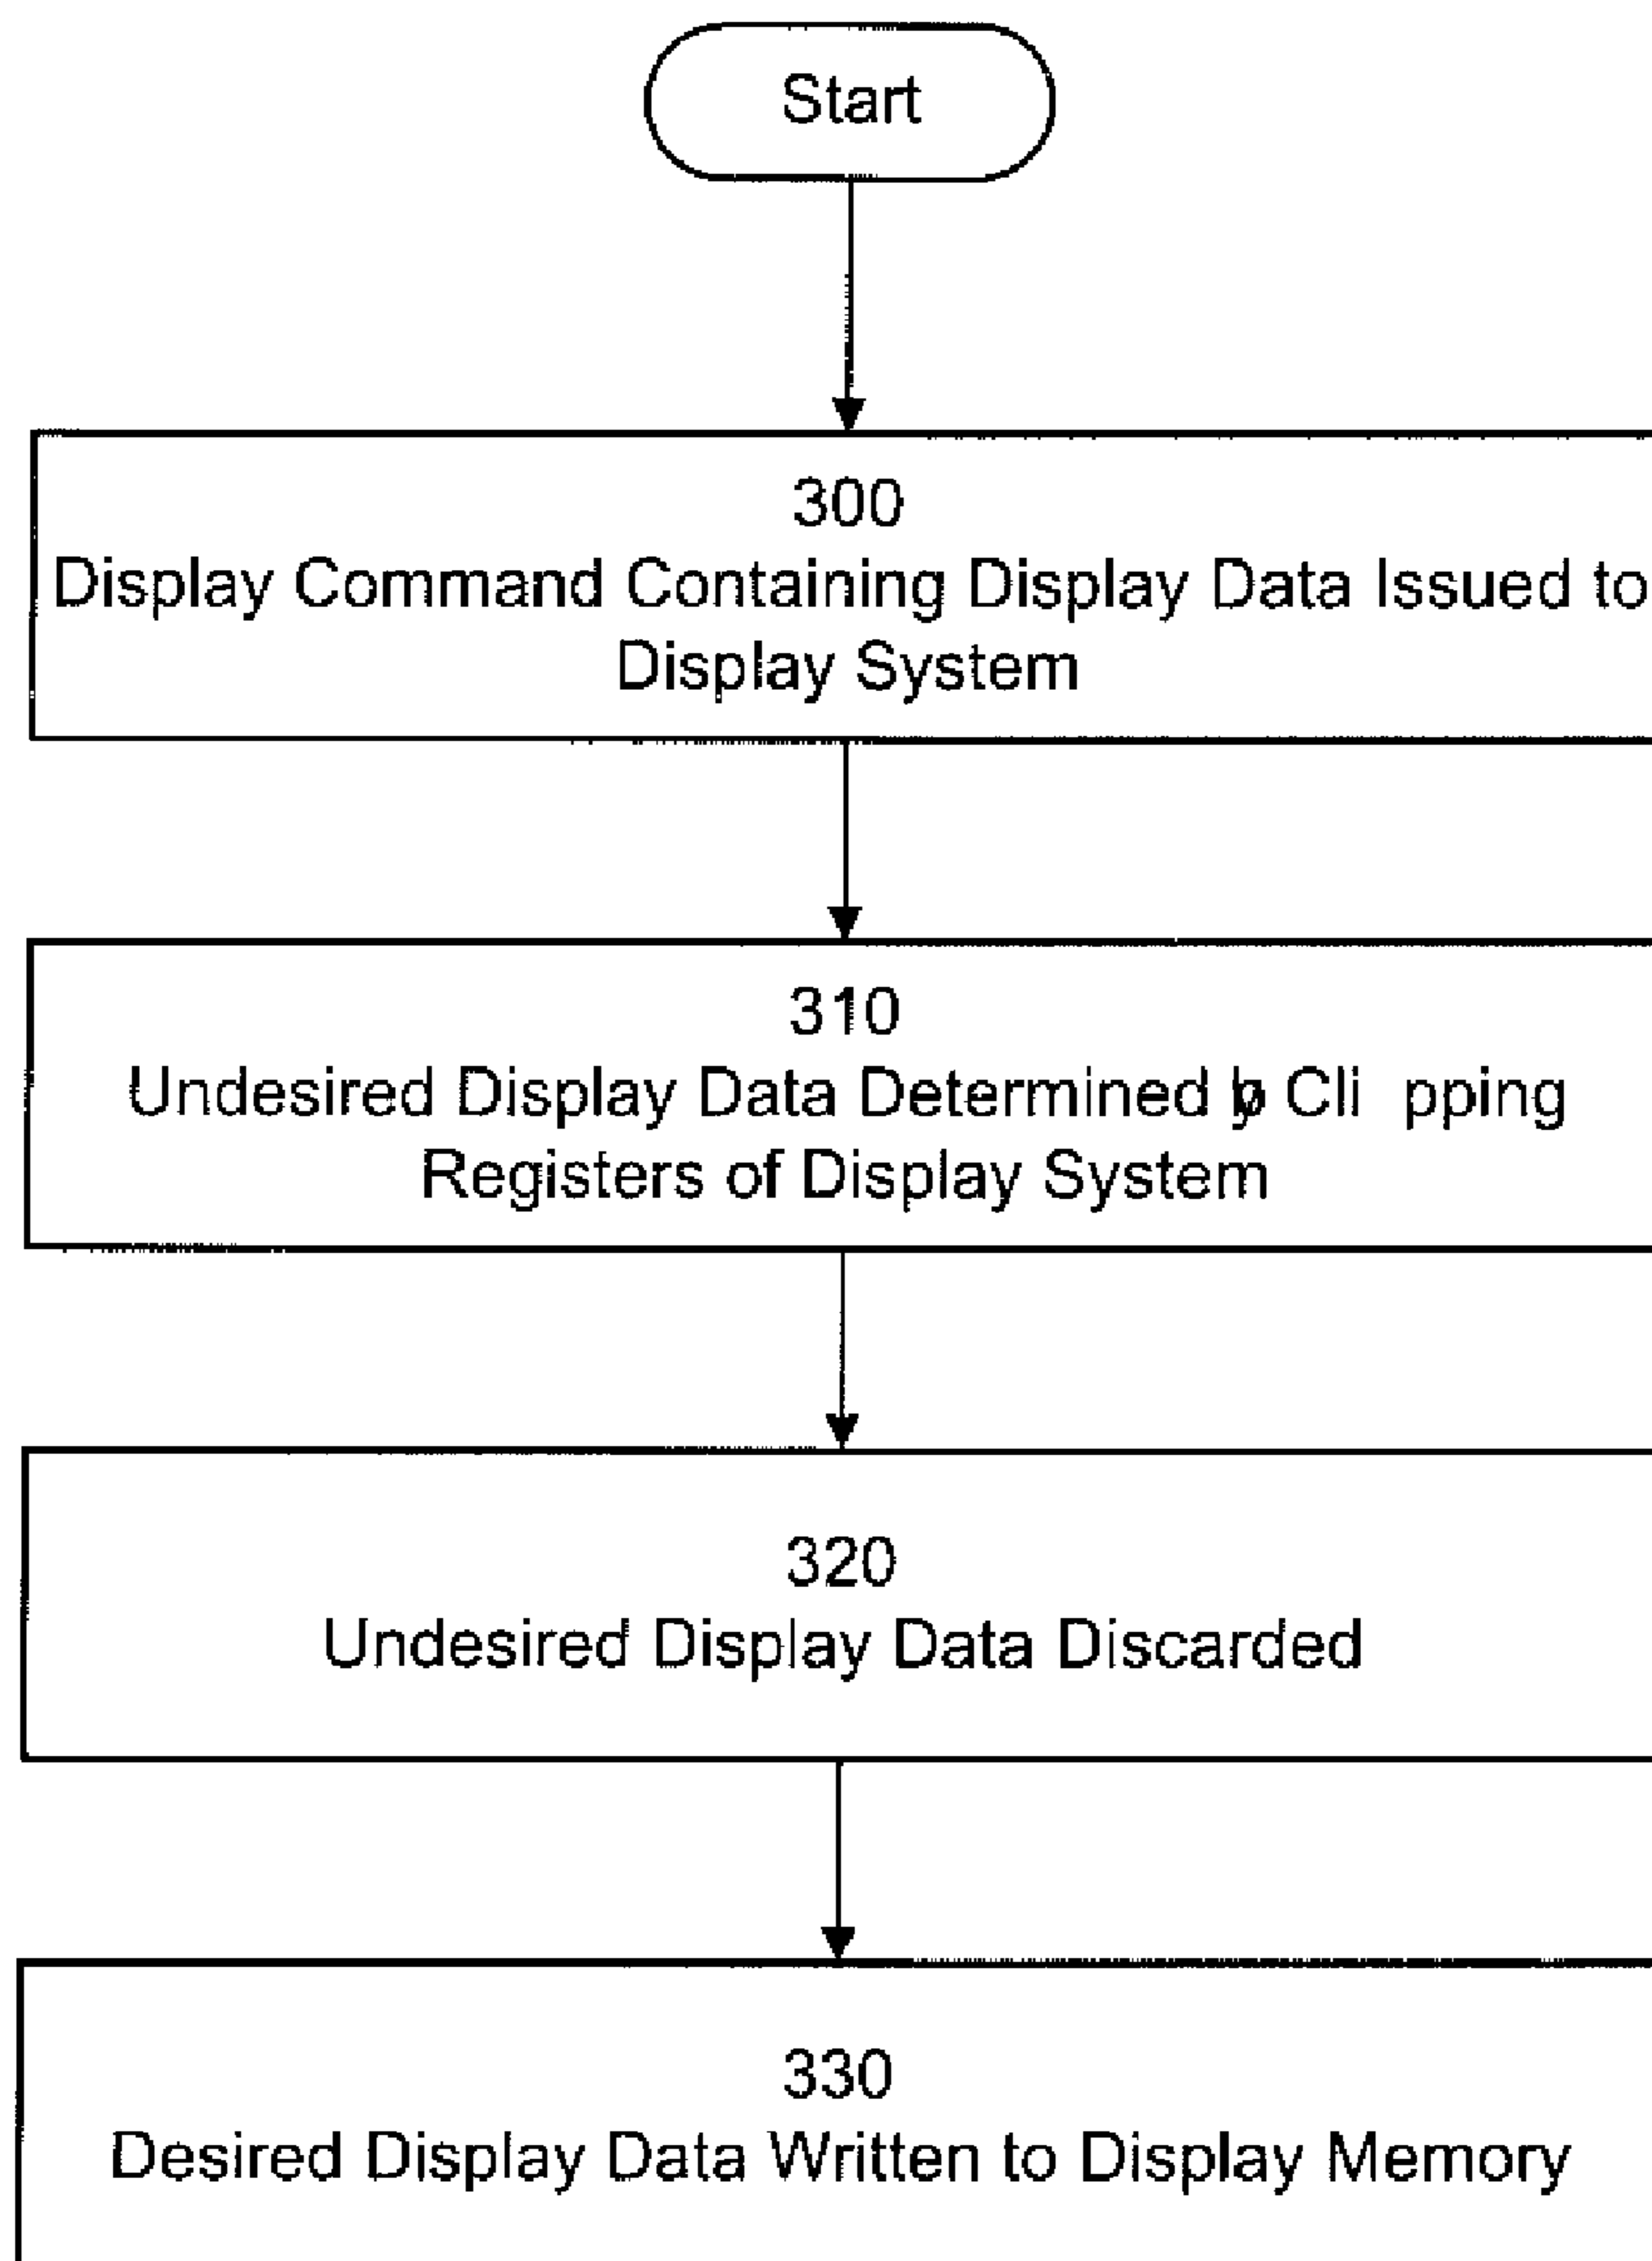 Start
300
Display Command Containing Display Data Issued to
Display System
310
Undesired Display Data Determined by Cli pping
Registers of Display System
320
Undesired Display Data Discarded
330
Desired Display Data Written to Display Memory